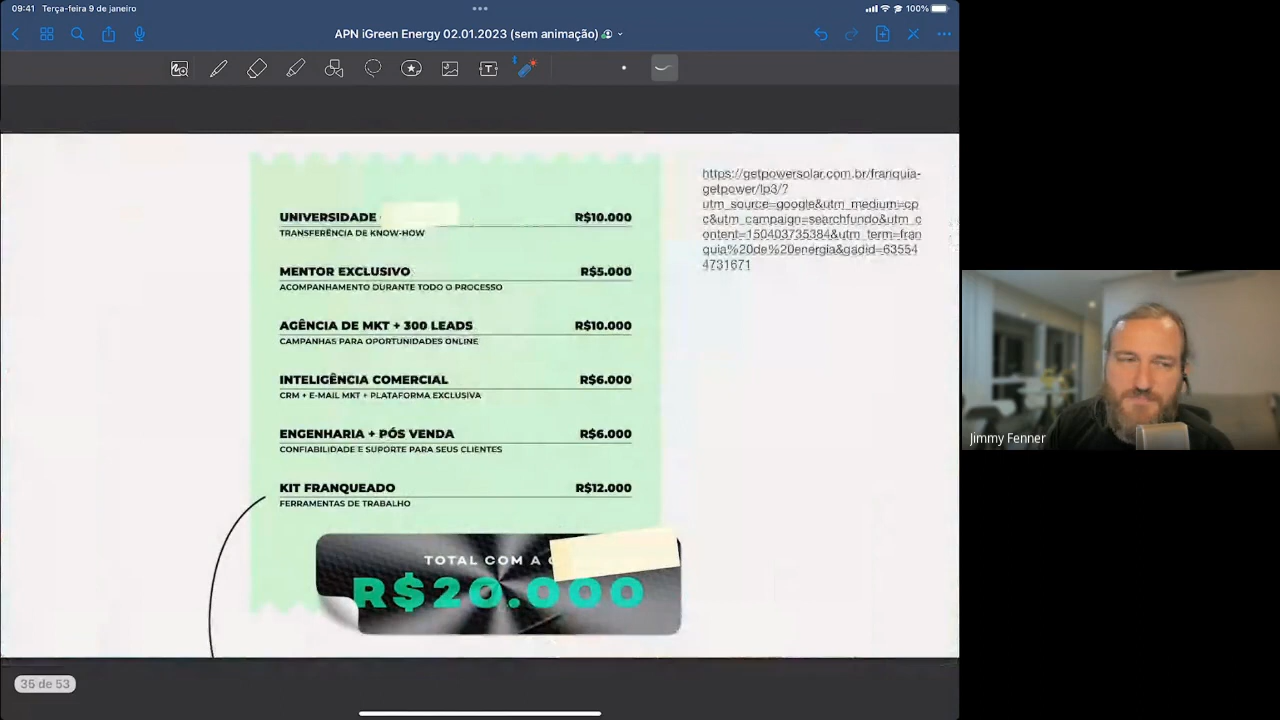 09:41 Terça-feira 9 de janeiro
100%
APN iGreen Energy 02.01.2023 (sem animação)
UNIVERSIDADE R$10.000
TRANSFERÊNCIA DE KNOW-HOW
MENTOR EXCLUSIVO R$5.000
ACOMPANHAMENTO DURANTE TODO O PROCESSO
AGÊNCIA DE MKT + 300 LEADS R$10.000
CAMPANHAS PARA OPORTUNIDADES ONLINE
INTELIGÊNCIA COMERCIAL R$6.000
CRM + E-MAIL MKT + PLATAFORMA EXCLUSIVA
ENGENHARIA + PÓS VENDA R$6.000
CONFIABILIDADE E SUPORTE PARA SEUS CLIENTES
KIT FRANQUEADO R$12.000
FERRAMENTAS DE TRABALHO
TOTAL COM A
R$20.000
https://getpowersolar.com.br/franquia-
getpower/lp3/?
utm_source=google&utm_medium=cp
c&utm_campaign=searchfundo&utm_c
ontent=150403735384&utm_term=fran
quia%20de%20energia&gadid=63554
4731671
Jimmy Fenner
35 de 53